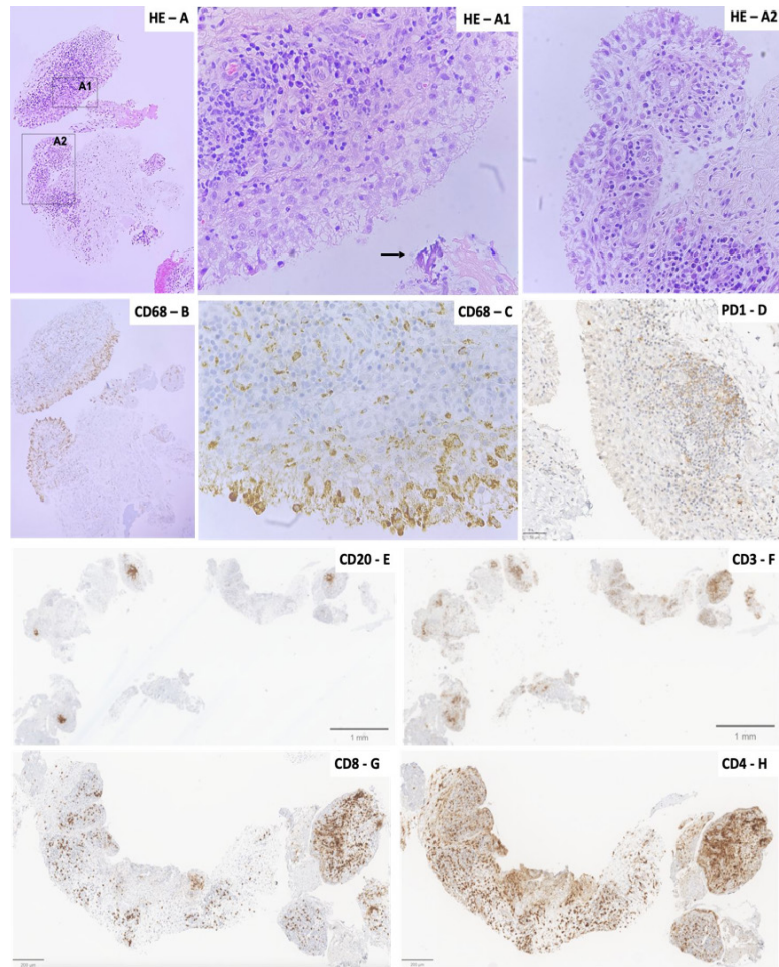 HE – A
HE – A1
HE – A2
A1
A2
CD68 – B
CD68 – C
PD1 - D
CD20 - E
CD3 - F
1 mm
1 mm
CD8 - G
CD4 - H